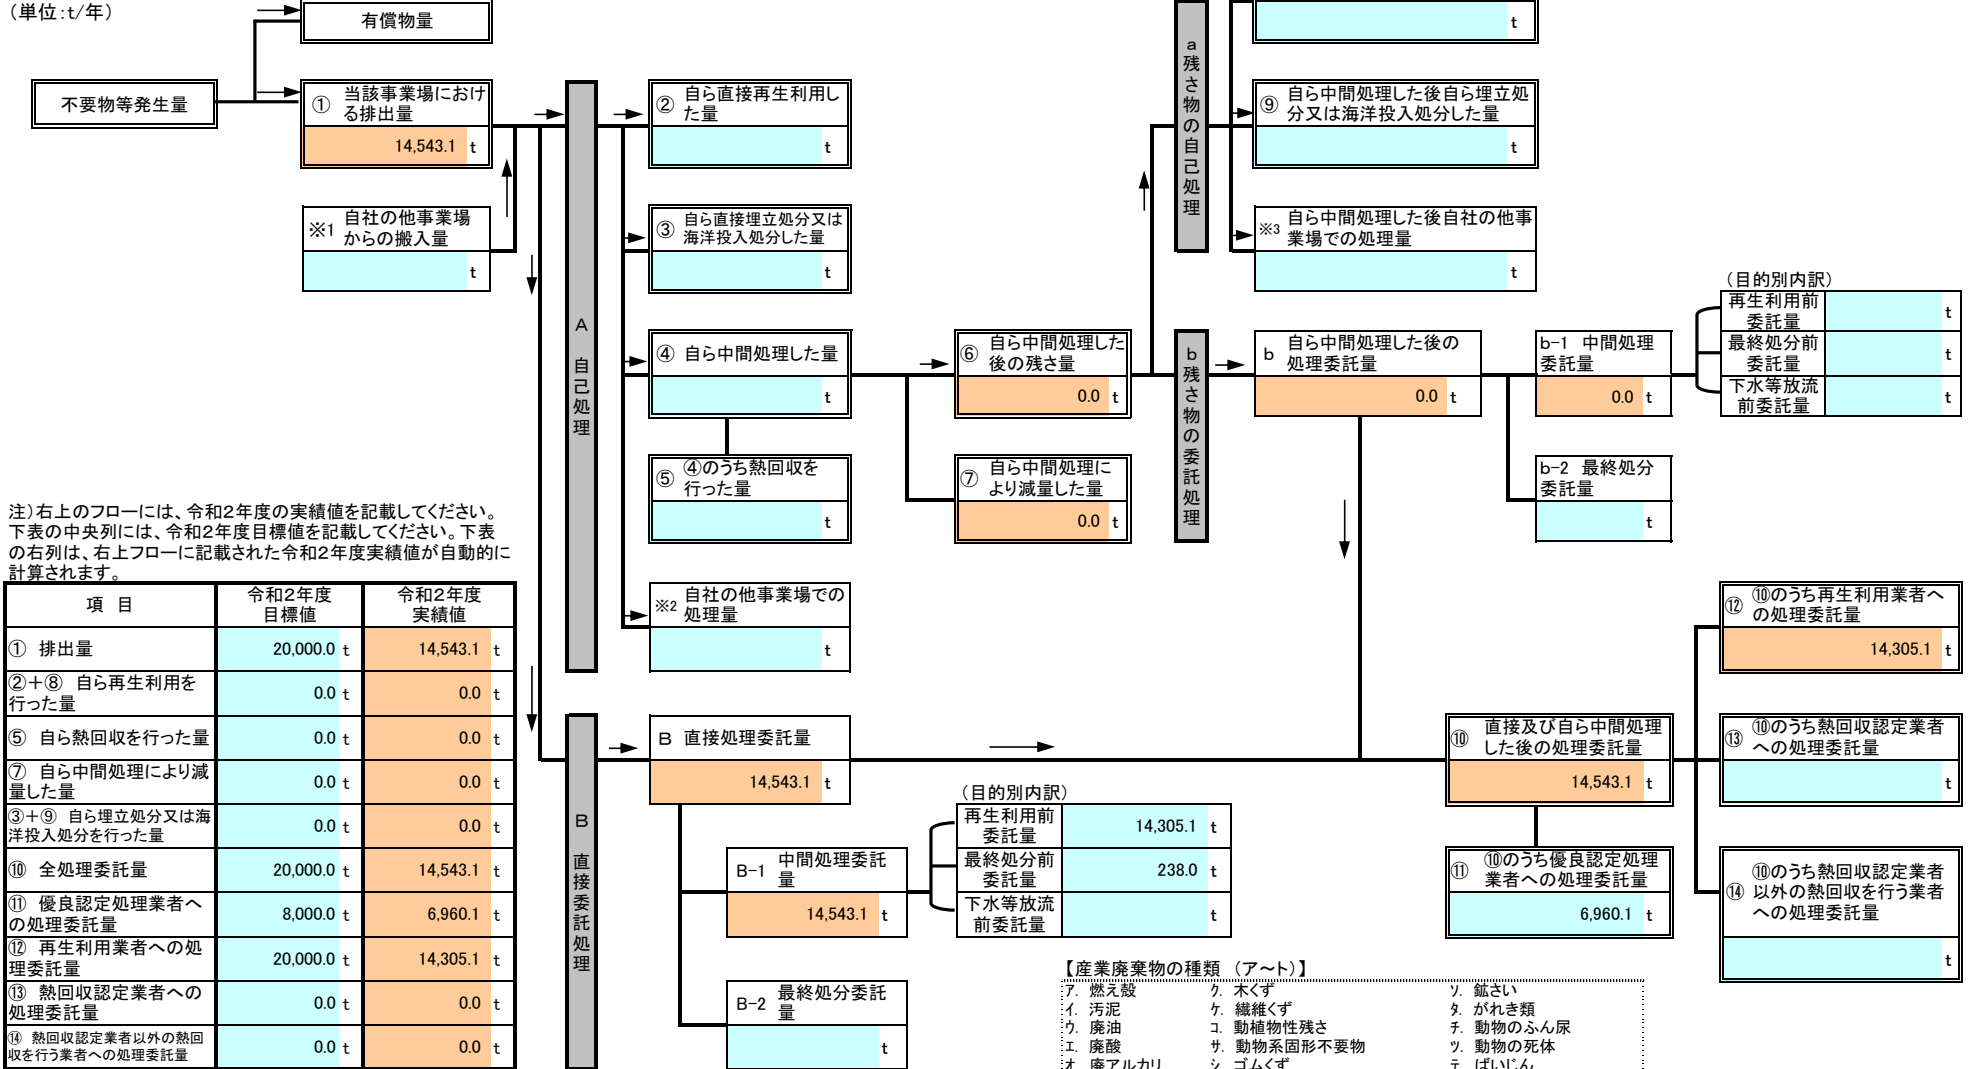 （単位：t/年）
有償物量
不要物等発生量
① 当該事業場におけ
る排出量
14,543.1 t
※1 自社の他事業場
からの搬入量
t
A 自己処理
② 自ら直接再生利用し
た量
t
③ 自ら直接埋立処分又は
海洋投入処分した量
t
④ 自ら中間処理した量
t
⑤ ④のうち熱回収を
行った量
t
※2 自社の他事業場での
処理量
t
⑥ 自ら中間処理した
後の残さ量
0.0 t
⑦ 自ら中間処理に
より減量した量
0.0 t
a 残さ物の自己処理
t
⑨ 自ら中間処理した後自ら埋立処
分又は海洋投入処分した量
t
※3 自ら中間処理した後自社の他事
業場での処理量
t
b 残さ物の委託処理
b 自ら中間処理した後の
処理委託量
0.0 t
b-1 中間処理
委託量
0.0 t
b-2 最終処分
委託量
t
（目的別内訳）
再生利用前
委託量
t
最終処分前
委託量
t
下水等放流
前委託量
t
注）右上のフローには、令和２年度の実績値を記載してください。
下表の中央列には、令和２年度目標値を記載してください。下表
の右列は、右上フローに記載された令和２年度実績値が自動的に
計算されます。
項 目 令和２年度 目標値 令和２年度 実績値
① 排出量 20,000.0 t 14,543.1 t
②＋⑧ 自ら再生利用を
行った量 0.0 t 0.0 t
⑤ 自ら熱回収を行った量 0.0 t 0.0 t
⑦ 自ら中間処理により減
量した量 0.0 t 0.0 t
③＋⑨ 自ら埋立処分又は海
洋投入処分を行った量 0.0 t 0.0 t
⑩ 全処理委託量 20,000.0 t 14,543.1 t
⑪ 優良認定処理業者へ
の処理委託量 8,000.0 t 6,960.1 t
⑫ 再生利用業者への処
理委託量 20,000.0 t 14,305.1 t
⑬ 熱回収認定業者への
処理委託量 0.0 t 0.0 t
⑭ 熱回収認定業者以外の熱回
収を行う業者への処理委託量 0.0 t 0.0 t
B 直接委託処理
B 直接処理委託量
14,543.1 t
B-1 中間処理委託
量
14,543.1 t
B-2 最終処分委託
量
t
（目的別内訳）
再生利用前
委託量
14,305.1 t
最終処分前
委託量
238.0 t
下水等放流
前委託量
t
⑩ 直接及び自ら中間処理
した後の処理委託量
14,543.1 t
⑪ ⑩のうち優良認定処理
業者への処理委託量
6,960.1 t
⑫ ⑩のうち再生利用業者へ
の処理委託量
14,305.1 t
⑬ ⑩のうち熱回収認定業者
への処理委託量
t
⑭ ⑩のうち熱回収認定業者
以外の熱回収を行う業者
への処理委託量
t
【産業廃棄物の種類 （ア～ト）】
ア. 燃え殻 ク. 木くず ソ. 鉱さい
イ. 汚泥 ケ. 繊維くず タ. がれき類
ウ. 廃油 コ. 動植物性残さ チ. 動物のふん尿
エ. 廃酸 サ. 動物系固形不要物 ツ. 動物の死体
オ. 廃アルカリ シ. ゴムくず テ. ばいじん